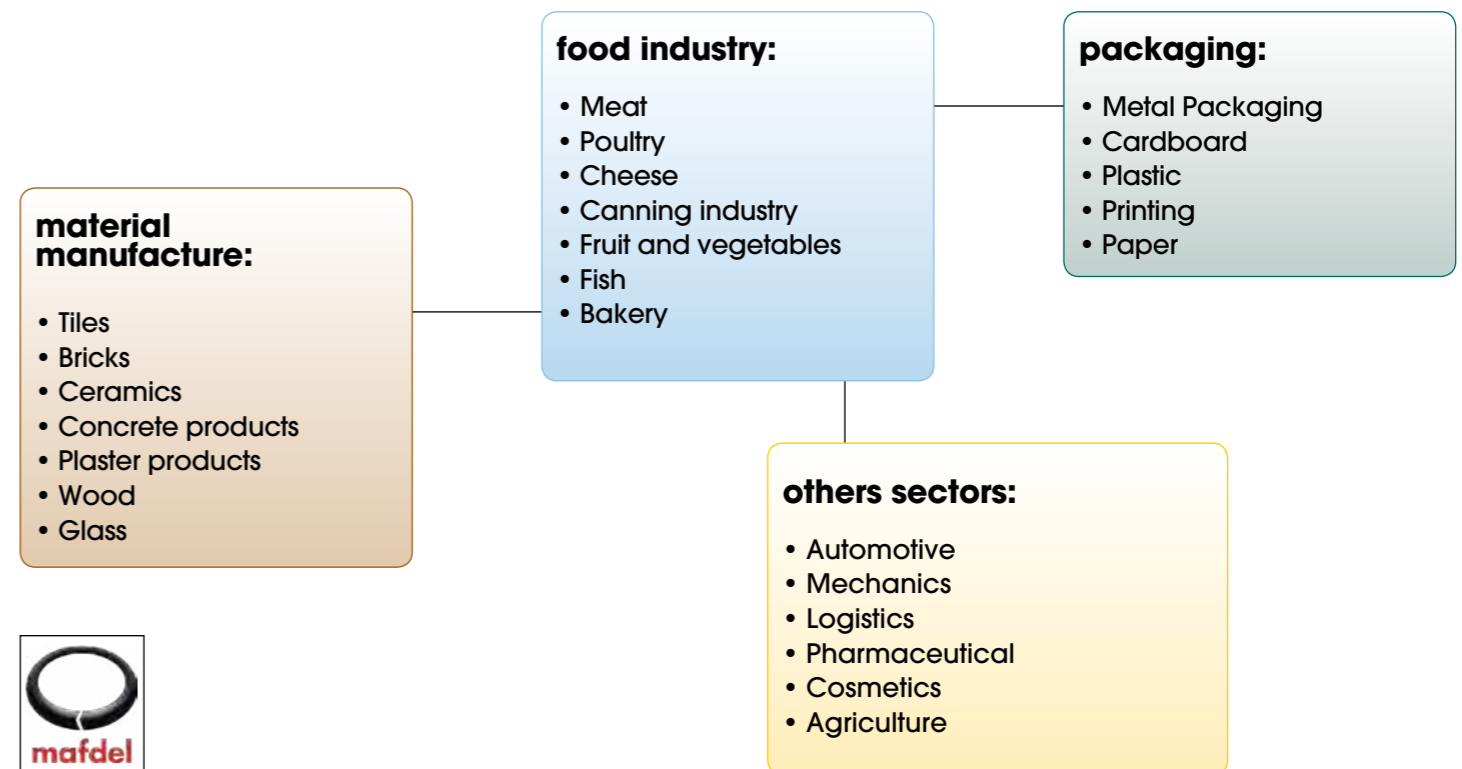 food industry:
• Meat
• Poultry
• Cheese
• Canning industry
• Fruit and vegetables
• Fish
• Bakery
packaging:
• Metal Packaging
• Cardboard
• Plastic
• Printing
• Paper
material
manufacture:
• Tiles
• Bricks
• Ceramics
• Concrete products
• Plaster products
• Wood
• Glass
others sectors:
• Automotive
• Mechanics
• Logistics
• Pharmaceutical
• Cosmetics
• Agriculture
mafdel